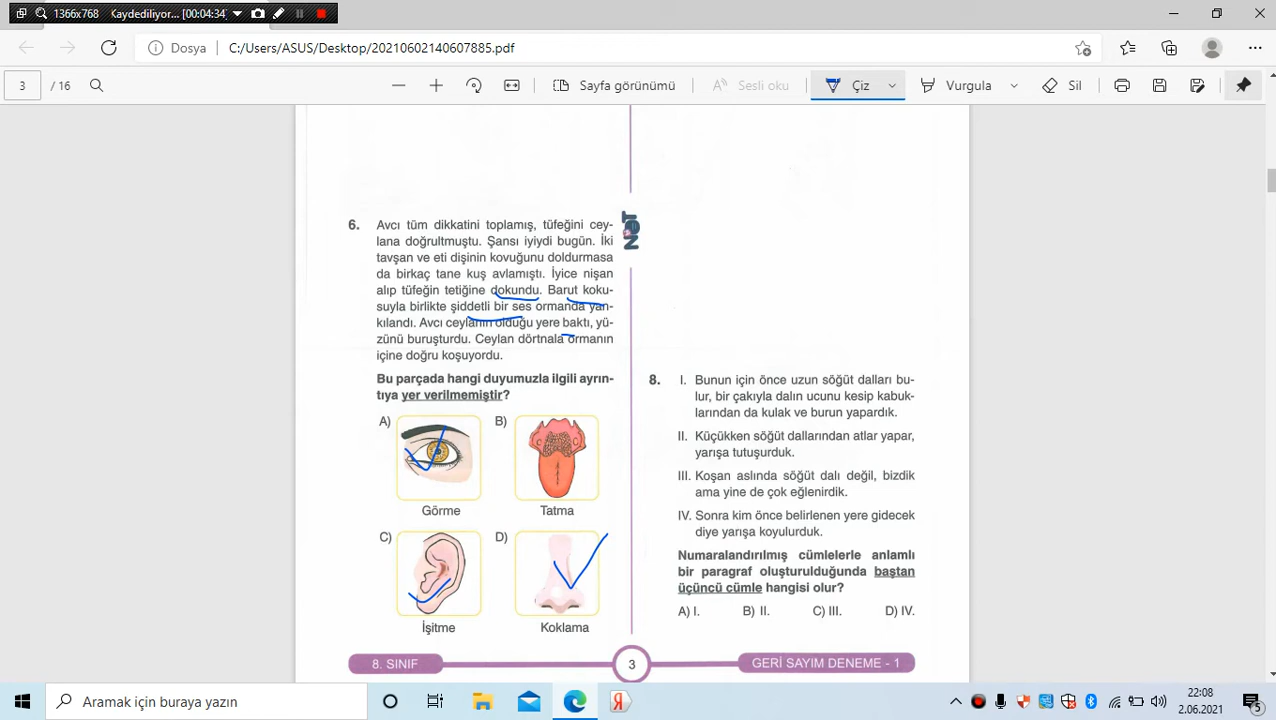 1366x768 Kaydediliyor... [00:04:34]
Dosya C:/Users/ASUS/Desktop/20210602140607885.pdf
3 / 16 Sayfa görünümü Sesli oku Çiz Vurgula Sil
6. Avcı tüm dikkatini toplamış, tüfeğini cey-
lana doğrultmuştu. Şansı iyiydi bugün. İki
tavşan ve eti dişinin kovuğunu doldurmasa
da birkaç tane kuş avlamıştı. İyice nişan
alıp tüfeğin tetiğine dokundu. Barut koku-
suyla birlikte şiddetli bir ses ormanda yan-
kılandı. Avcı ceylanın olduğu yere baktı, yü-
zünü buruşturdu. Ceylan dörtnala ormanın
içine doğru koşuyordu.
Bu parçada hangi duyumuzla ilgili ayrın-
tıya yer verilmemiştir?
A) B)
Görme Tatma
C) D)
İşitme Koklama
NET
8. I. Bunun için önce uzun söğüt dalları bu-
lur, bir çakıyla dalın ucunu kesip kabuk-
larından da kulak ve burun yapardık.
II. Küçükken söğüt dallarından atlar yapar,
yarışa tutuşurduk.
III. Koşan aslında söğüt dalı değil, bizdik
ama yine de çok eğlenirdik.
IV. Sonra kim önce belirlenen yere gidecek
diye yarışa koyulurduk.
Numaralandırılmış cümlelerle anlamlı
bir paragraf oluşturulduğunda baştan
üçüncü cümle hangisi olur?
A) I. B) II. C) III. D) IV.
8. SINIF 3 GERİ SAYIM DENEME - 1
Aramak için buraya yazın
22:08
2.06.2021
5